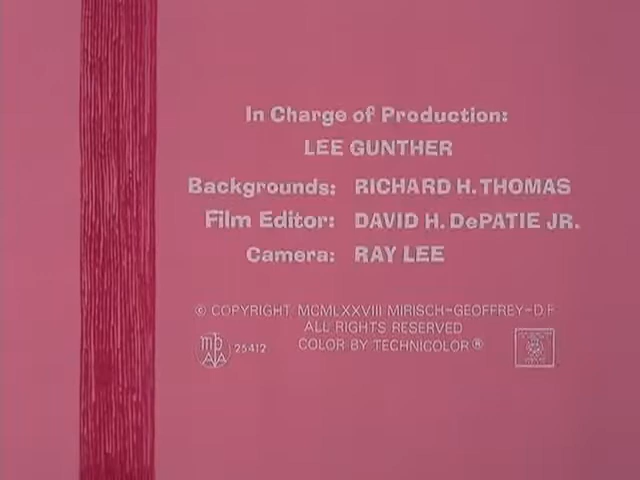 In Charge of Production:
LEE GUNTHER
Backgrounds: RICHARD H. THOMAS
Film Editor: DAVID H. DePATIE JR.
Camera: RAY LEE
© COPYRIGHT MCMLXXVIII MIRISCH-GEOFFREY-D.F.
ALL RIGHTS RESERVED
25412 COLOR BY TECHNICOLOR®